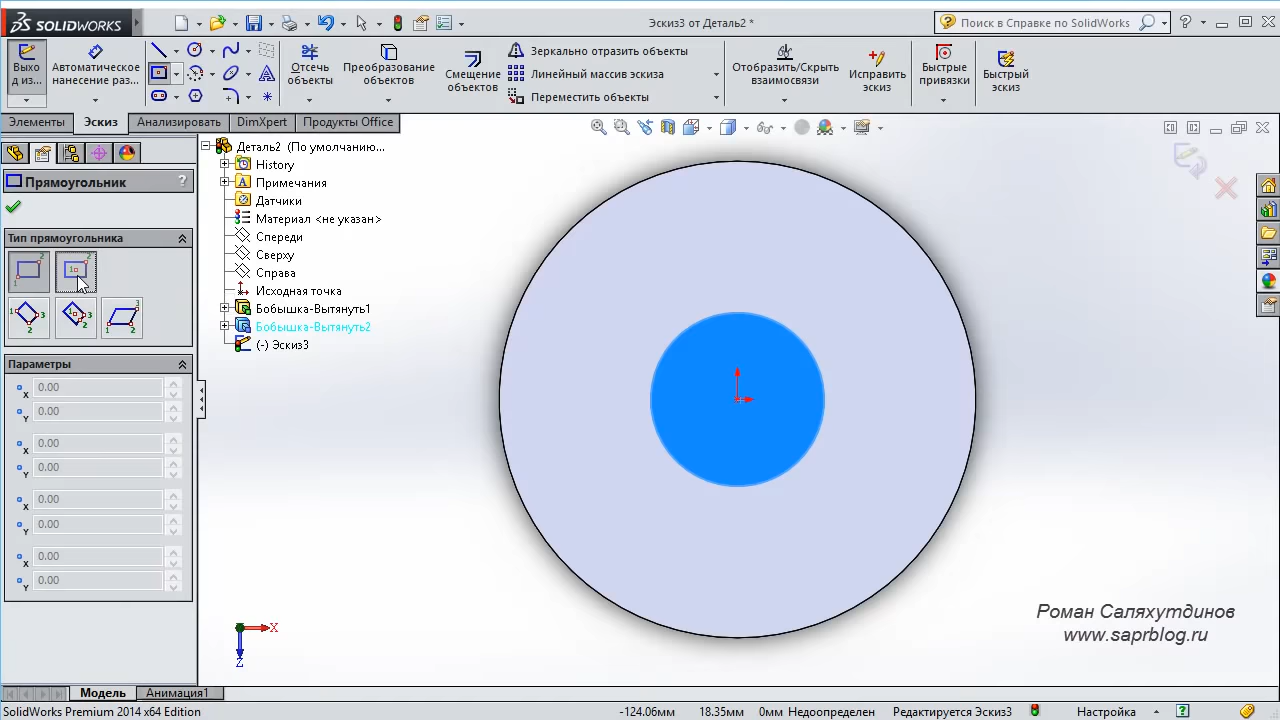 SOLIDWORKS
Эскиз3 от Деталь2 *
Поиск в Справке по SolidWorks
Выхо
д из...
Автоматическое
нанесение раз...
Отсечь
объекты
Преобразование
объектов
Смещение
объектов
Зеркально отразить объекты
Линейный массив эскиза
Переместить объекты
Отобразить/Скрыть
взаимосвязи
Исправить
эскиз
Быстрые
привязки
Быстрый
эскиз
Элементы
Эскиз
Анализировать
DimXpert
Продукты Office
Прямоугольник
?
Тип прямоугольника
Параметры
X 0.00
Y 0.00
X 0.00
Y 0.00
X 0.00
Y 0.00
X 0.00
Y 0.00
Деталь2 (По умолчанию...
History
Примечания
Датчики
Материал <не указан>
Спереди
Сверху
Справа
Исходная точка
Бобышка-Вытянуть1
Бобышка-Вытянуть2
(-) Эскиз3
X
Z
Роман Саляхутдинов
www.saprblog.ru
Модель
Анимация1
SolidWorks Premium 2014 x64 Edition
-124.06мм
18.35мм
0мм
Недоопределен
Редактируется Эскиз3
Настройка